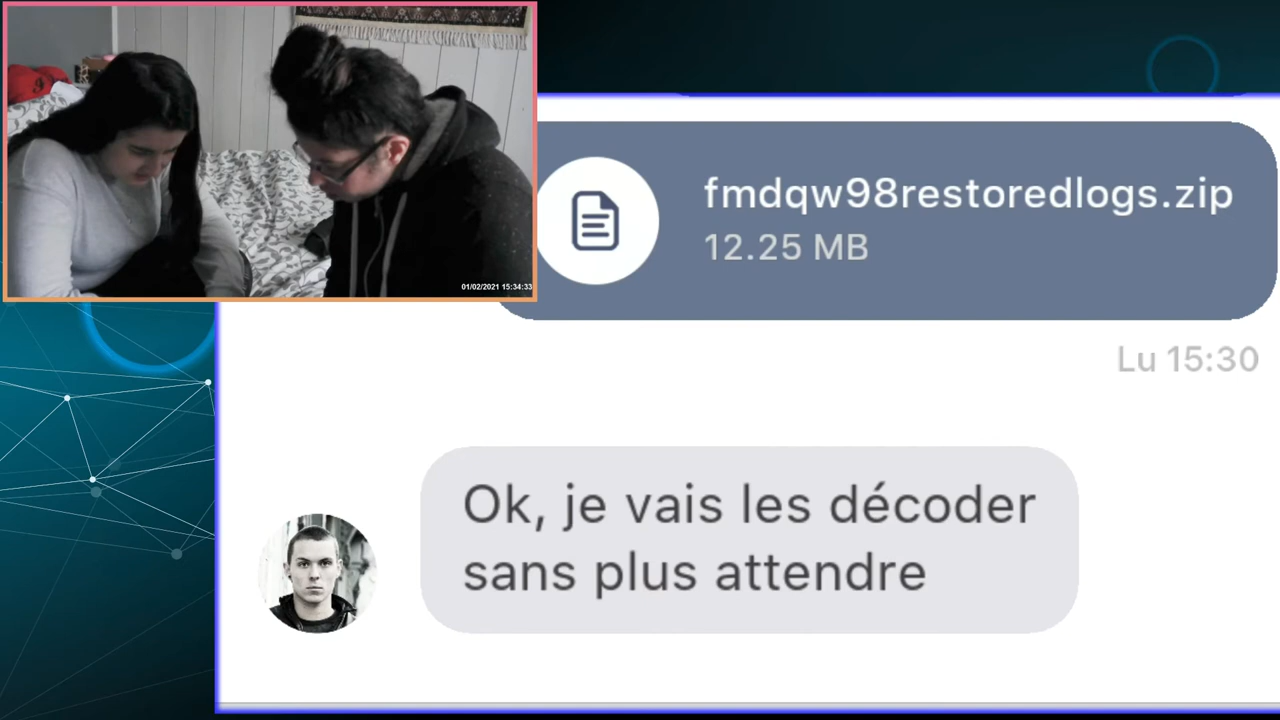 01/02/2021 15:34:33
fmdqw98restoredlogs.zip
12.25 MB
Lu 15:30
Ok, je vais les décoder
sans plus attendre